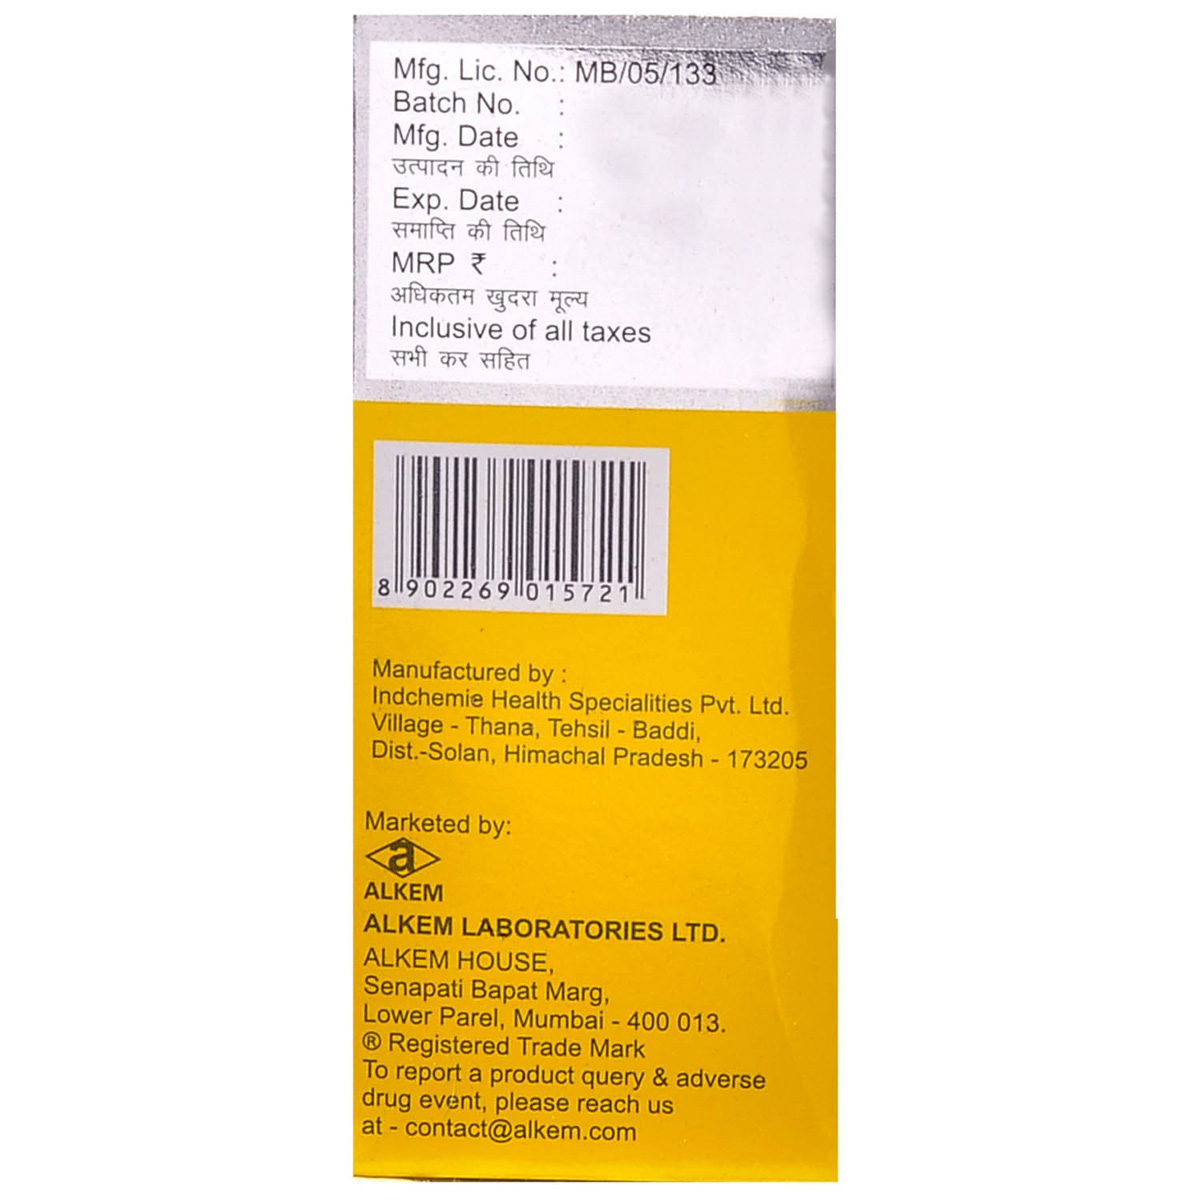 Mfg. Lic. No.: MB/05/133
Batch No. :
Mfg. Date :
उत्पादन की तिथि
Exp. Date :
समाप्ति की तिथि
MRP ₹ :
अधिकतम खुदरा मूल्य
Inclusive of all taxes
सभी कर सहित
8 902269 015721
Manufactured by :
Indchemie Health Specialities Pvt. Ltd.
Village - Thana, Tehsil - Baddi,
Dist.-Solan, Himachal Pradesh - 173205
Marketed by:
a
ALKEM
ALKEM LABORATORIES LTD.
ALKEM HOUSE,
Senapati Bapat Marg,
Lower Parel, Mumbai - 400 013.
® Registered Trade Mark
To report a product query & adverse
drug event, please reach us
at - contact@alkem.com